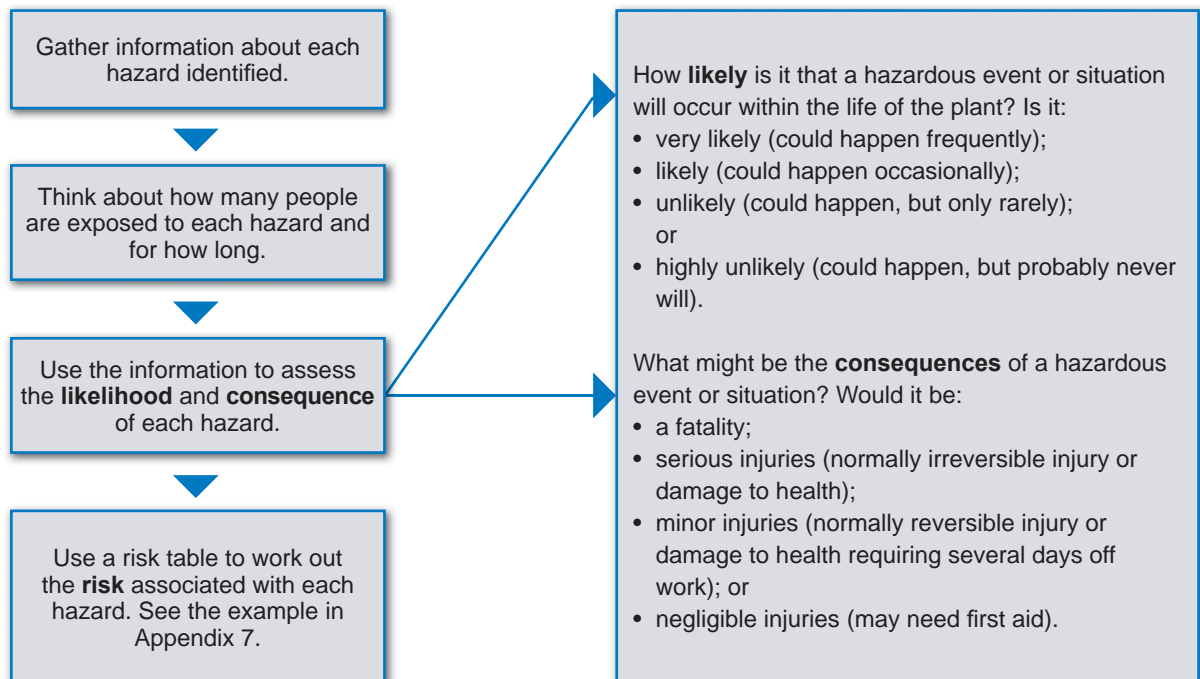 Gather information about each
hazard identified.
Think about how many people
are exposed to each hazard and
for how long.
Use the information to assess
the likelihood and consequence
of each hazard.
Use a risk table to work out
the risk associated with each
hazard. See the example in
Appendix 7.
How likely is it that a hazardous event or situation
will occur within the life of the plant? Is it:
• very likely (could happen frequently);
• likely (could happen occasionally);
• unlikely (could happen, but only rarely);
or
• highly unlikely (could happen, but probably never
will).
What might be the consequences of a hazardous
event or situation? Would it be:
• a fatality;
• serious injuries (normally irreversible injury or
damage to health);
• minor injuries (normally reversible injury or
damage to health requiring several days off
work); or
• negligible injuries (may need first aid).